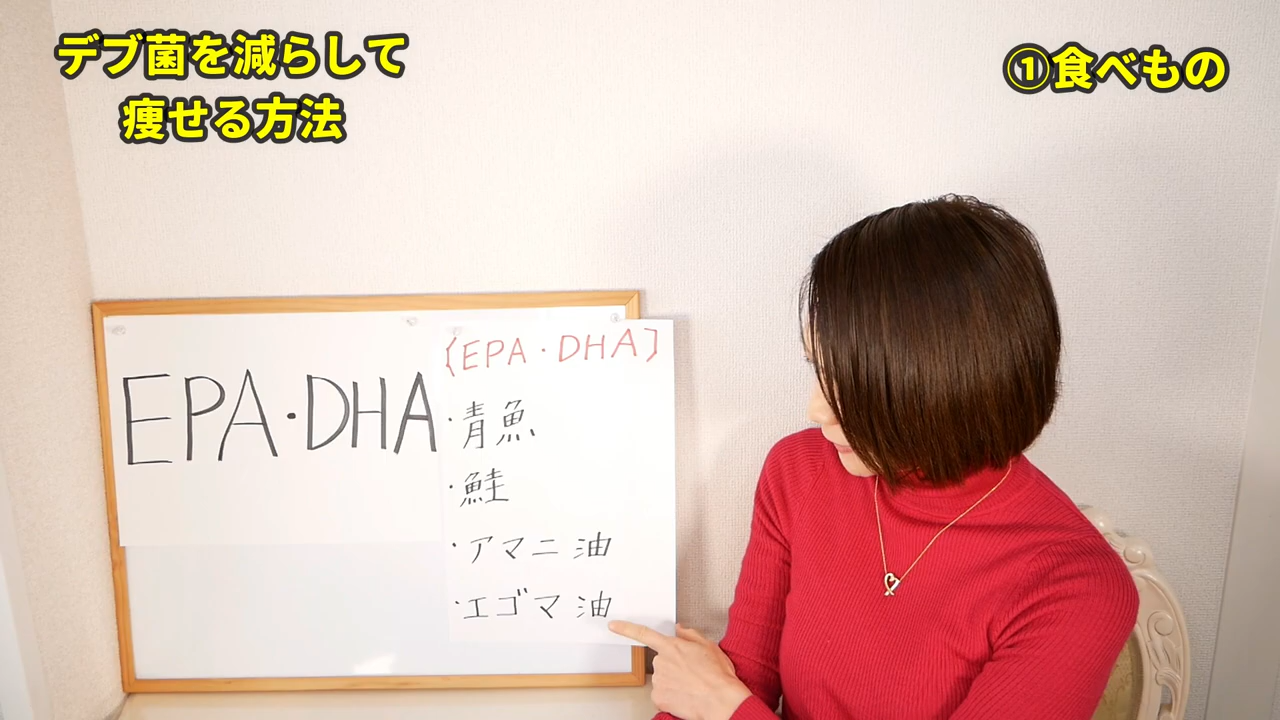 デブ菌を減らして
痩せる方法
①食べもの
EPA・DHA
〔EPA・DHA〕
・青魚
・鮭
・アマニ油
・エゴマ油